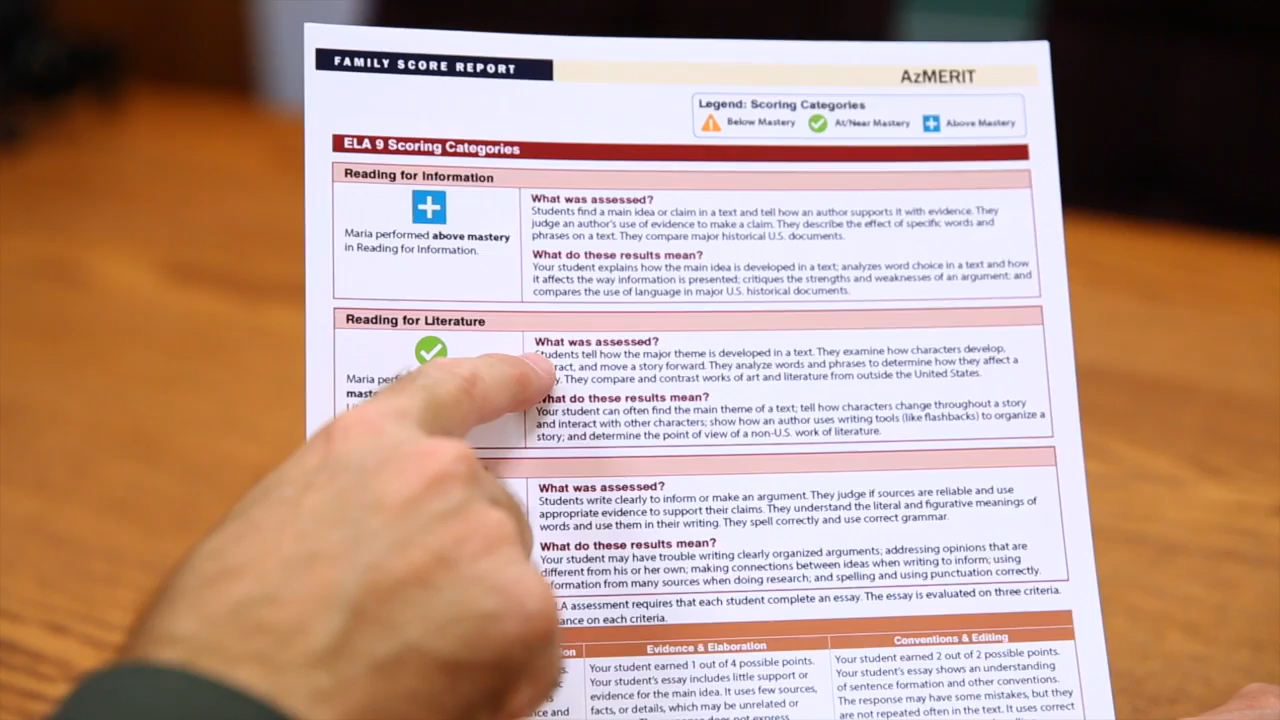 FAMILY SCORE REPORT
AzMERIT
Legend: Scoring Categories
Below Mastery At/Near Mastery Above Mastery
ELA 9 Scoring Categories
Reading for Information
Maria performed above mastery
in Reading for Information.
What was assessed?
Students find a main idea or claim in a text and tell how an author supports it with evidence. They
judge an author's use of evidence to make a claim. They describe the effect of specific words and
phrases on a text. They compare major historical U.S. documents.
What do these results mean?
Your student explains how the main idea is developed in a text; analyzes word choice in a text and how
it affects the way information is presented; critiques the strengths and weaknesses of an argument; and
compares the use of language in major U.S. historical documents.
Reading for Literature
Maria
What was assessed?
Students tell how the major theme is developed in a text. They examine how characters develop,
and move a story forward. They analyze words and phrases to determine how they affect a
They compare and contrast works of art and literature from outside the United States.
What do these results mean?
Your student can often find the main theme of a text; tell how characters change throughout a story
and interact with other characters; show how an author uses writing tools (like flashbacks) to organize a
story; and determine the point of view of a non-U.S. work of literature.
What was assessed?
Students write clearly to inform or make an argument. They judge if sources are reliable and use
appropriate evidence to support their claims. They understand the literal and figurative meanings of
words and use them in their writing. They spell correctly and use correct grammar.
What do these results mean?
Your student may have trouble writing clearly organized arguments; addressing opinions that are
different from his or her own; making connections between ideas when writing to inform; using
information from many sources when doing research; and spelling and using punctuation correctly.
assessment requires that each student complete an essay. The essay is evaluated on three criteria.
on each criteria.
Evidence & Elaboration
Your student earned 1 out of 4 possible points.
Your student's essay includes little support or
evidence for the main idea. It uses few sources,
facts, or details, which may be unrelated or
Conventions & Editing
Your student earned 2 out of 2 possible points.
Your student's essay shows an understanding
of sentence formation and other conventions.
The response may have some mistakes, but they
are not repeated often in the text. It uses correct